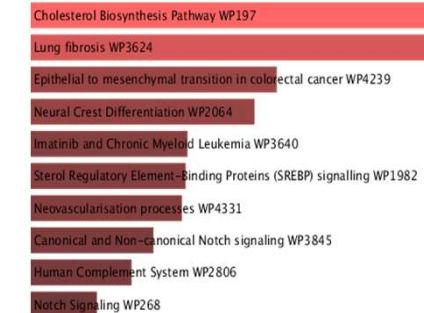 Cholesterol Biosynthesis Pathway WP197
Lung fibrosis WP3624
Epithelial to mesenchymal transition in colorectal cancer WP4239
Neural Crest Differentiation WP2064
Imatinib and Chronic Myeloid Leukemia WP3640
Sterol Regulatory Element-Binding Proteins (SREBP) signalling WP1982
Neovascularisation processes WP4331
Canonical and Non-canonical Notch signaling WP3845
Human Complement System WP2806
Notch Signaling WP268